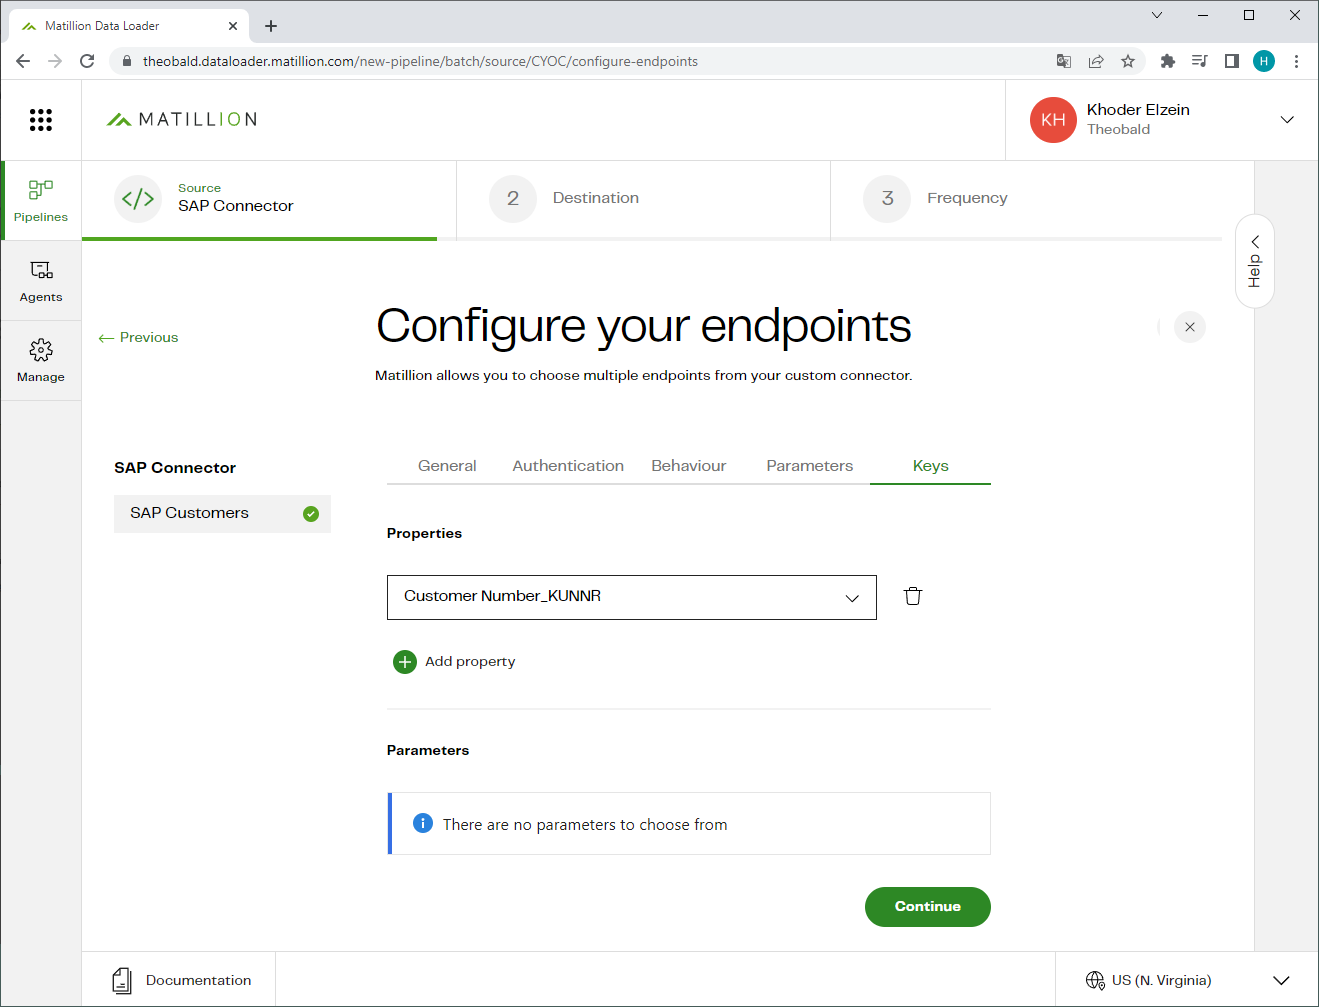 Matillion Data Loader
theobald.dataloader.matillion.com/new-pipeline/batch/source/CYOC/configure-endpoints
H
MATILLION
KH
Khoder Elzein
Theobald
Pipelines
Agents
Manage
Source
SAP Connector
2
Destination
3
Frequency
Help
Previous
Configure your endpoints
Matillion allows you to choose multiple endpoints from your custom connector.
SAP Connector
SAP Customers
General Authentication Behaviour Parameters Keys
Properties
Customer Number_KUNNR
Add property
Parameters
There are no parameters to choose from
Continue
Documentation
US (N. Virginia)